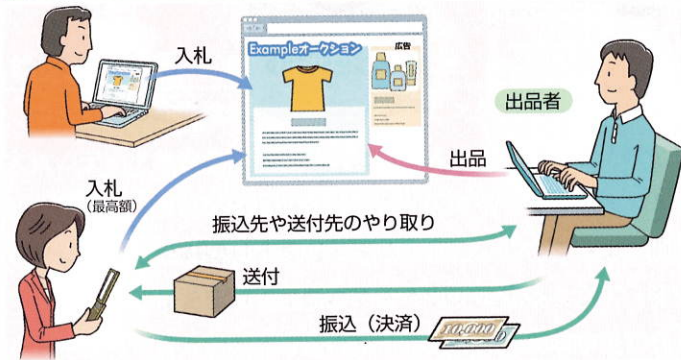 Exampleオークション
広告
入札
出品者
出品
入札
（最高額）
振込先や送付先のやり取り
送付
振込（決済）
10,000